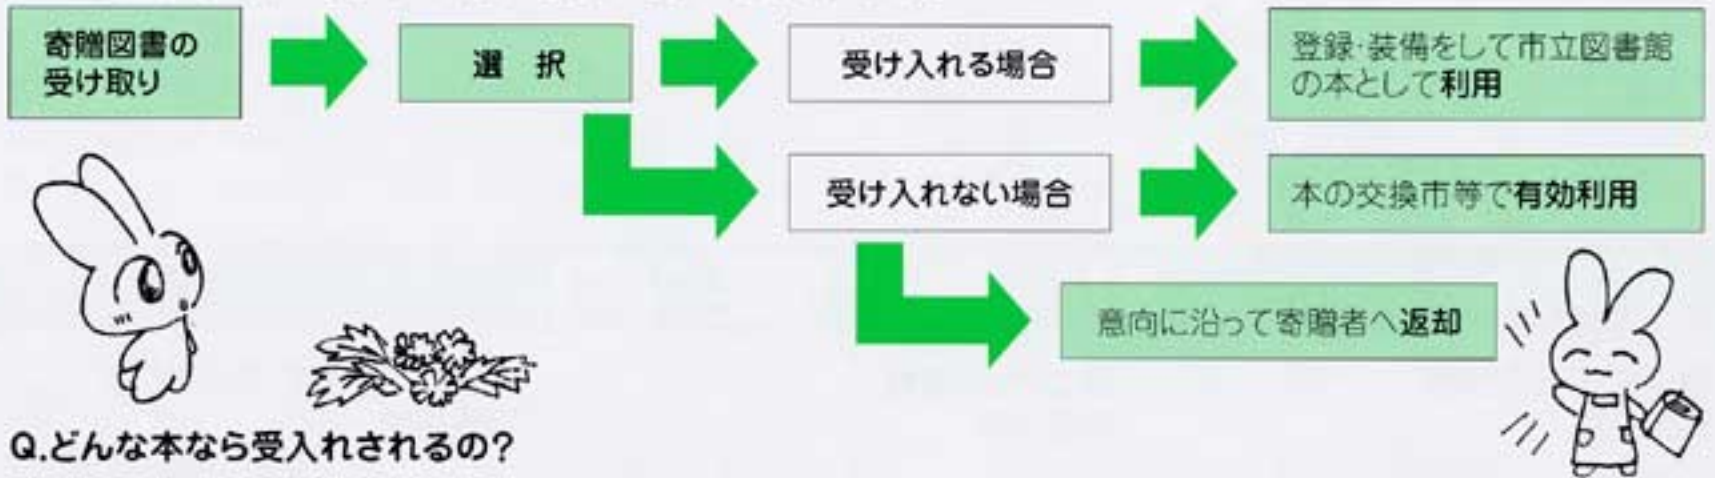 寄贈図書の
受け取り
選 択
受け入れる場合
登録・装備をして市立図書館
の本として利用
受け入れない場合
本の交換市等で有効利用
意向に沿って寄贈者へ返却
Q.どんな本なら受入れされるの?